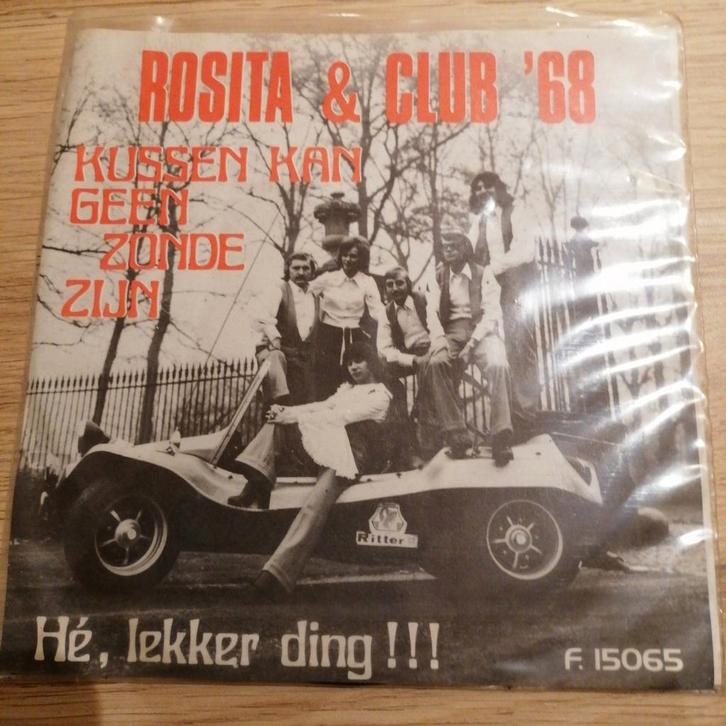 ROSITA & CLUB '68
KUSSEN KAN
GEEN
ZONDE
ZIJN
Ritter
Hé, lekker ding!!!
F. 15065